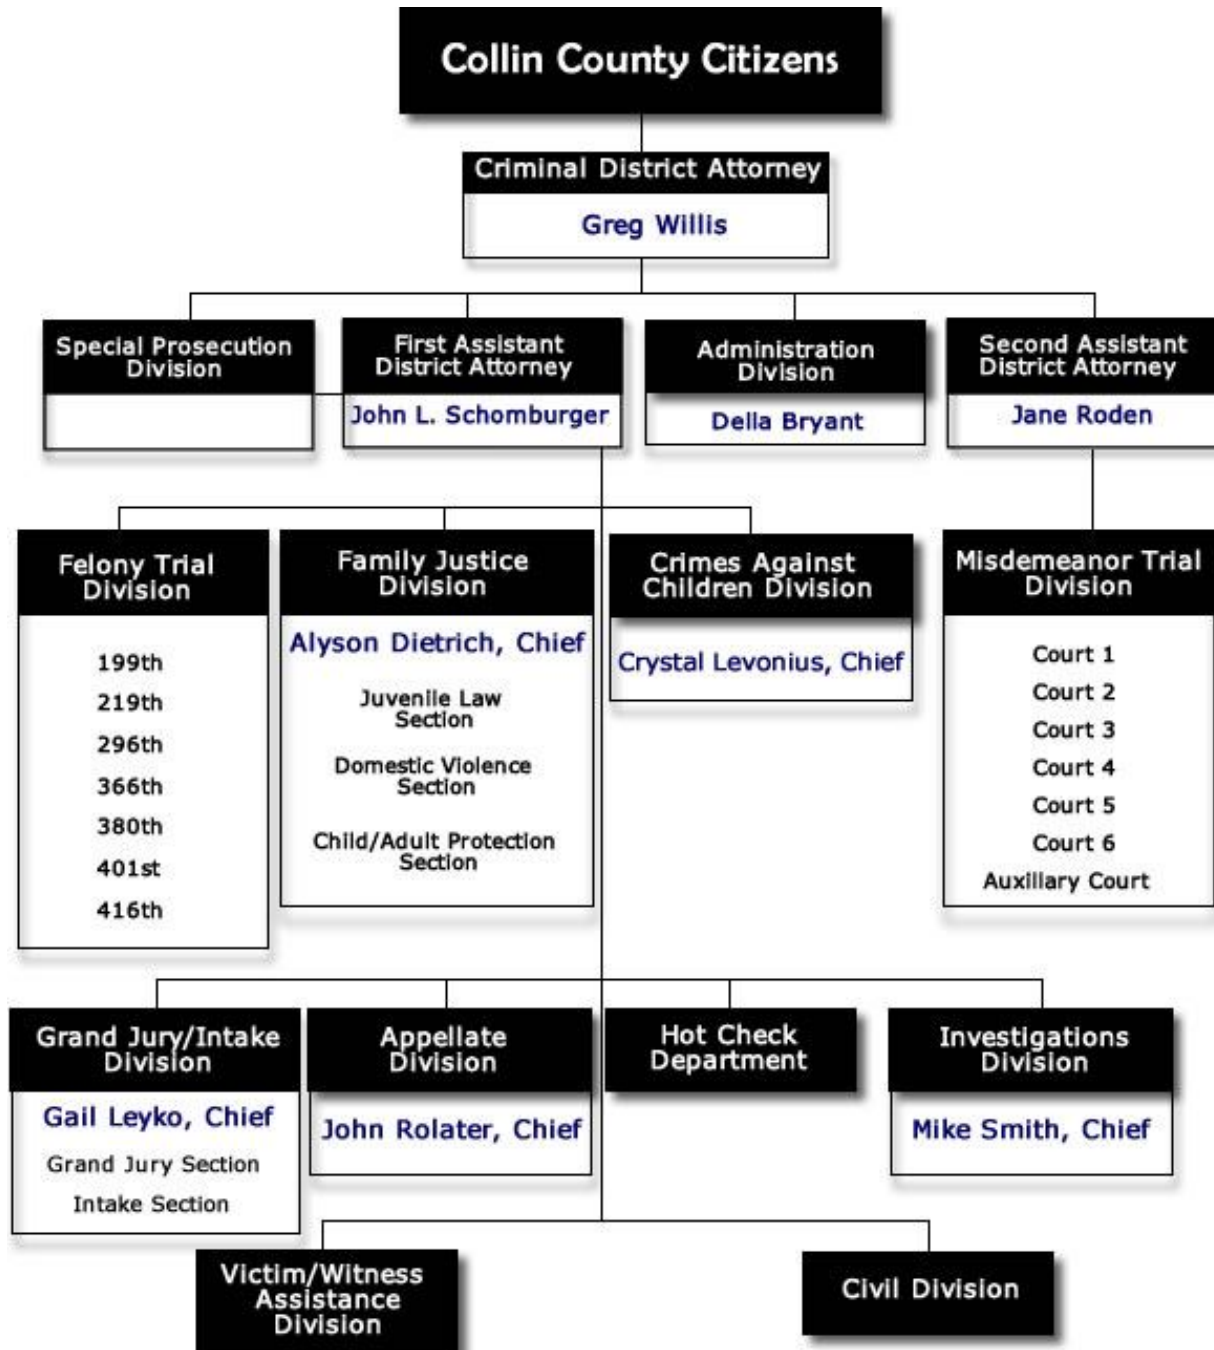 Collin County Citizens
Criminal District Attorney
Greg Willis
Special Prosecution
Division
First Assistant
District Attorney
John L. Schomburger
Administration
Division
Della Bryant
Second Assistant
District Attorney
Jane Roden
Felony Trial
Division
199th
219th
296th
366th
380th
401st
416th
Family Justice
Division
Alyson Dietrich, Chief
Juvenile Law
Section
Domestic Violence
Section
Child/Adult Protection
Section
Crimes Against
Children Division
Crystal Levonius, Chief
Misdemeanor Trial
Division
Court 1
Court 2
Court 3
Court 4
Court 5
Court 6
Auxillary Court
Grand Jury/Intake
Division
Gail Leyko, Chief
Grand Jury Section
Intake Section
Appellate
Division
John Rolater, Chief
Hot Check
Department
Investigations
Division
Mike Smith, Chief
Victim/Witness
Assistance
Division
Civil Division